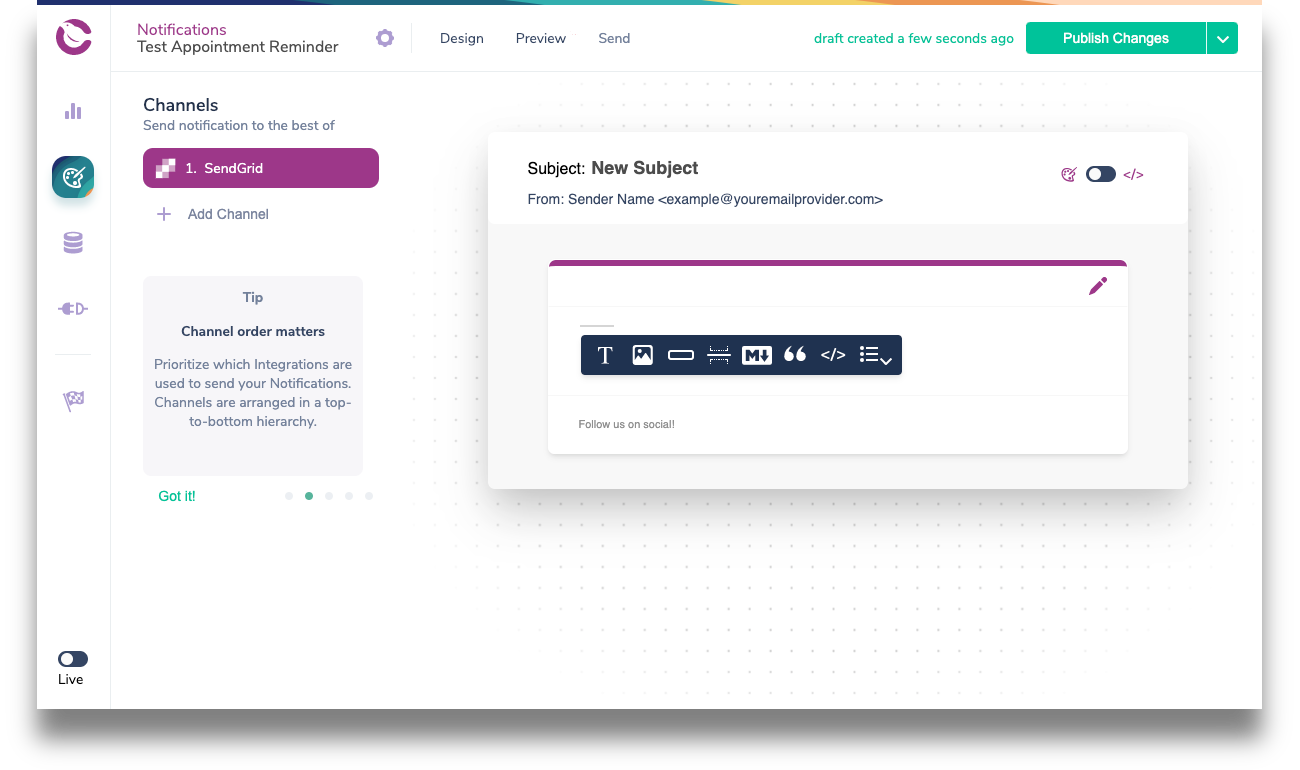 Notifications
Test Appointment Reminder
Design
Preview
Send
draft created a few seconds ago
Publish Changes
Channels
Send notification to the best of
1. SendGrid
Add Channel
Tip
Channel order matters
Prioritize which Integrations are
used to send your Notifications.
Channels are arranged in a top-
to-bottom hierarchy.
Got it!
Subject: New Subject
</>
From: Sender Name <example@youremailprovider.com>
T
M
</>
Follow us on social!
Live